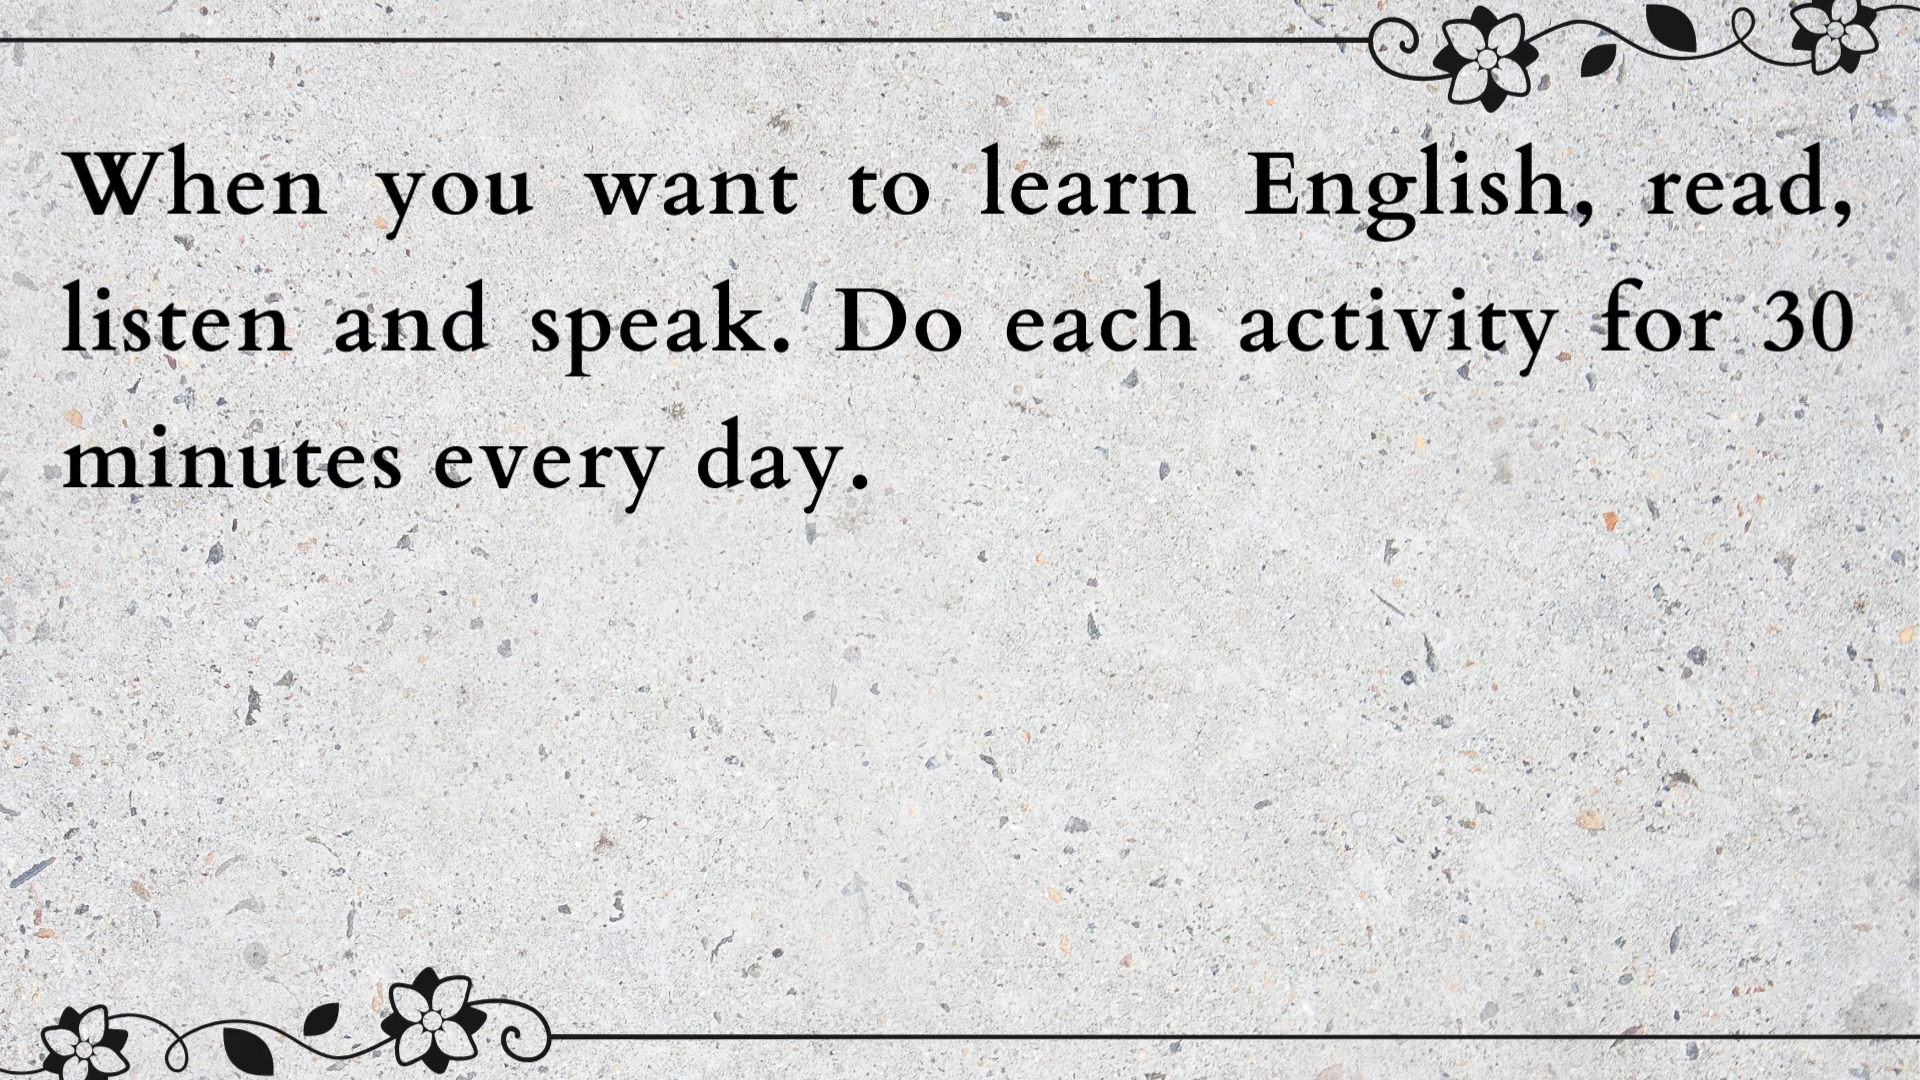 When you want to learn English, read,
listen and speak. Do each activity for 30
minutes every day.